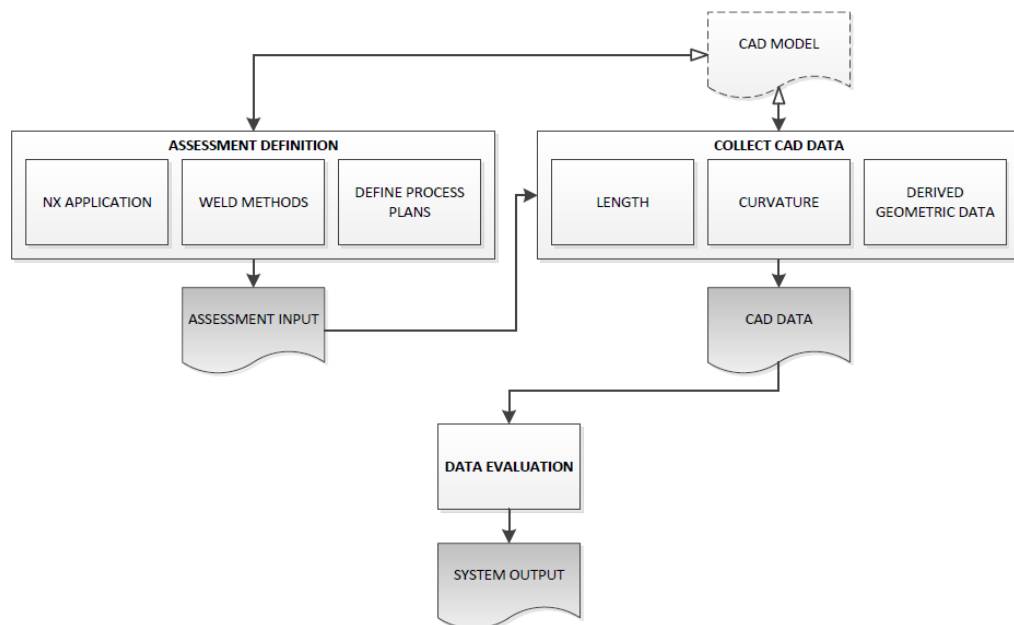 CAD MODEL
ASSESSMENT DEFINITION
NX APPLICATION
WELD METHODS
DEFINE PROCESS
PLANS
COLLECT CAD DATA
LENGTH
CURVATURE
DERIVED
GEOMETRIC DATA
ASSESSMENT INPUT
CAD DATA
DATA EVALUATION
SYSTEM OUTPUT